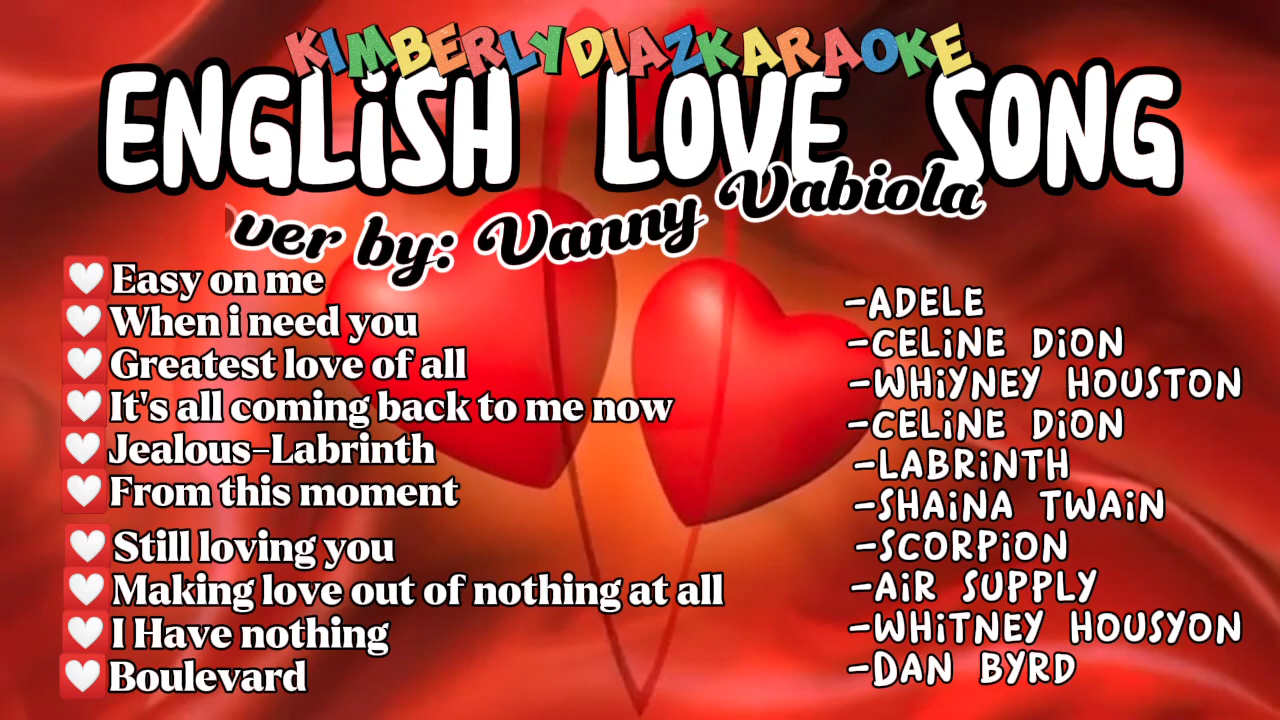 KIMBERLYDIAZKARAOKE
ENGLiSH LOVE SONG
ver by: Vanny Vabiola
Easy on me
-ADELE
When i need you
-CELiNE DiON
Greatest love of all
-WHiYNEY HOUSTON
It's all coming back to me now
-CELiNE DiON
Jealous-Labrinth
-LABRiNTH
From this moment
-SHAiNA TWAiN
Still loving you
-SCORPiON
Making love out of nothing at all
-AiR SUPPLY
I Have nothing
-WHiTNEY HOUSYON
Boulevard
-DAN BYRD